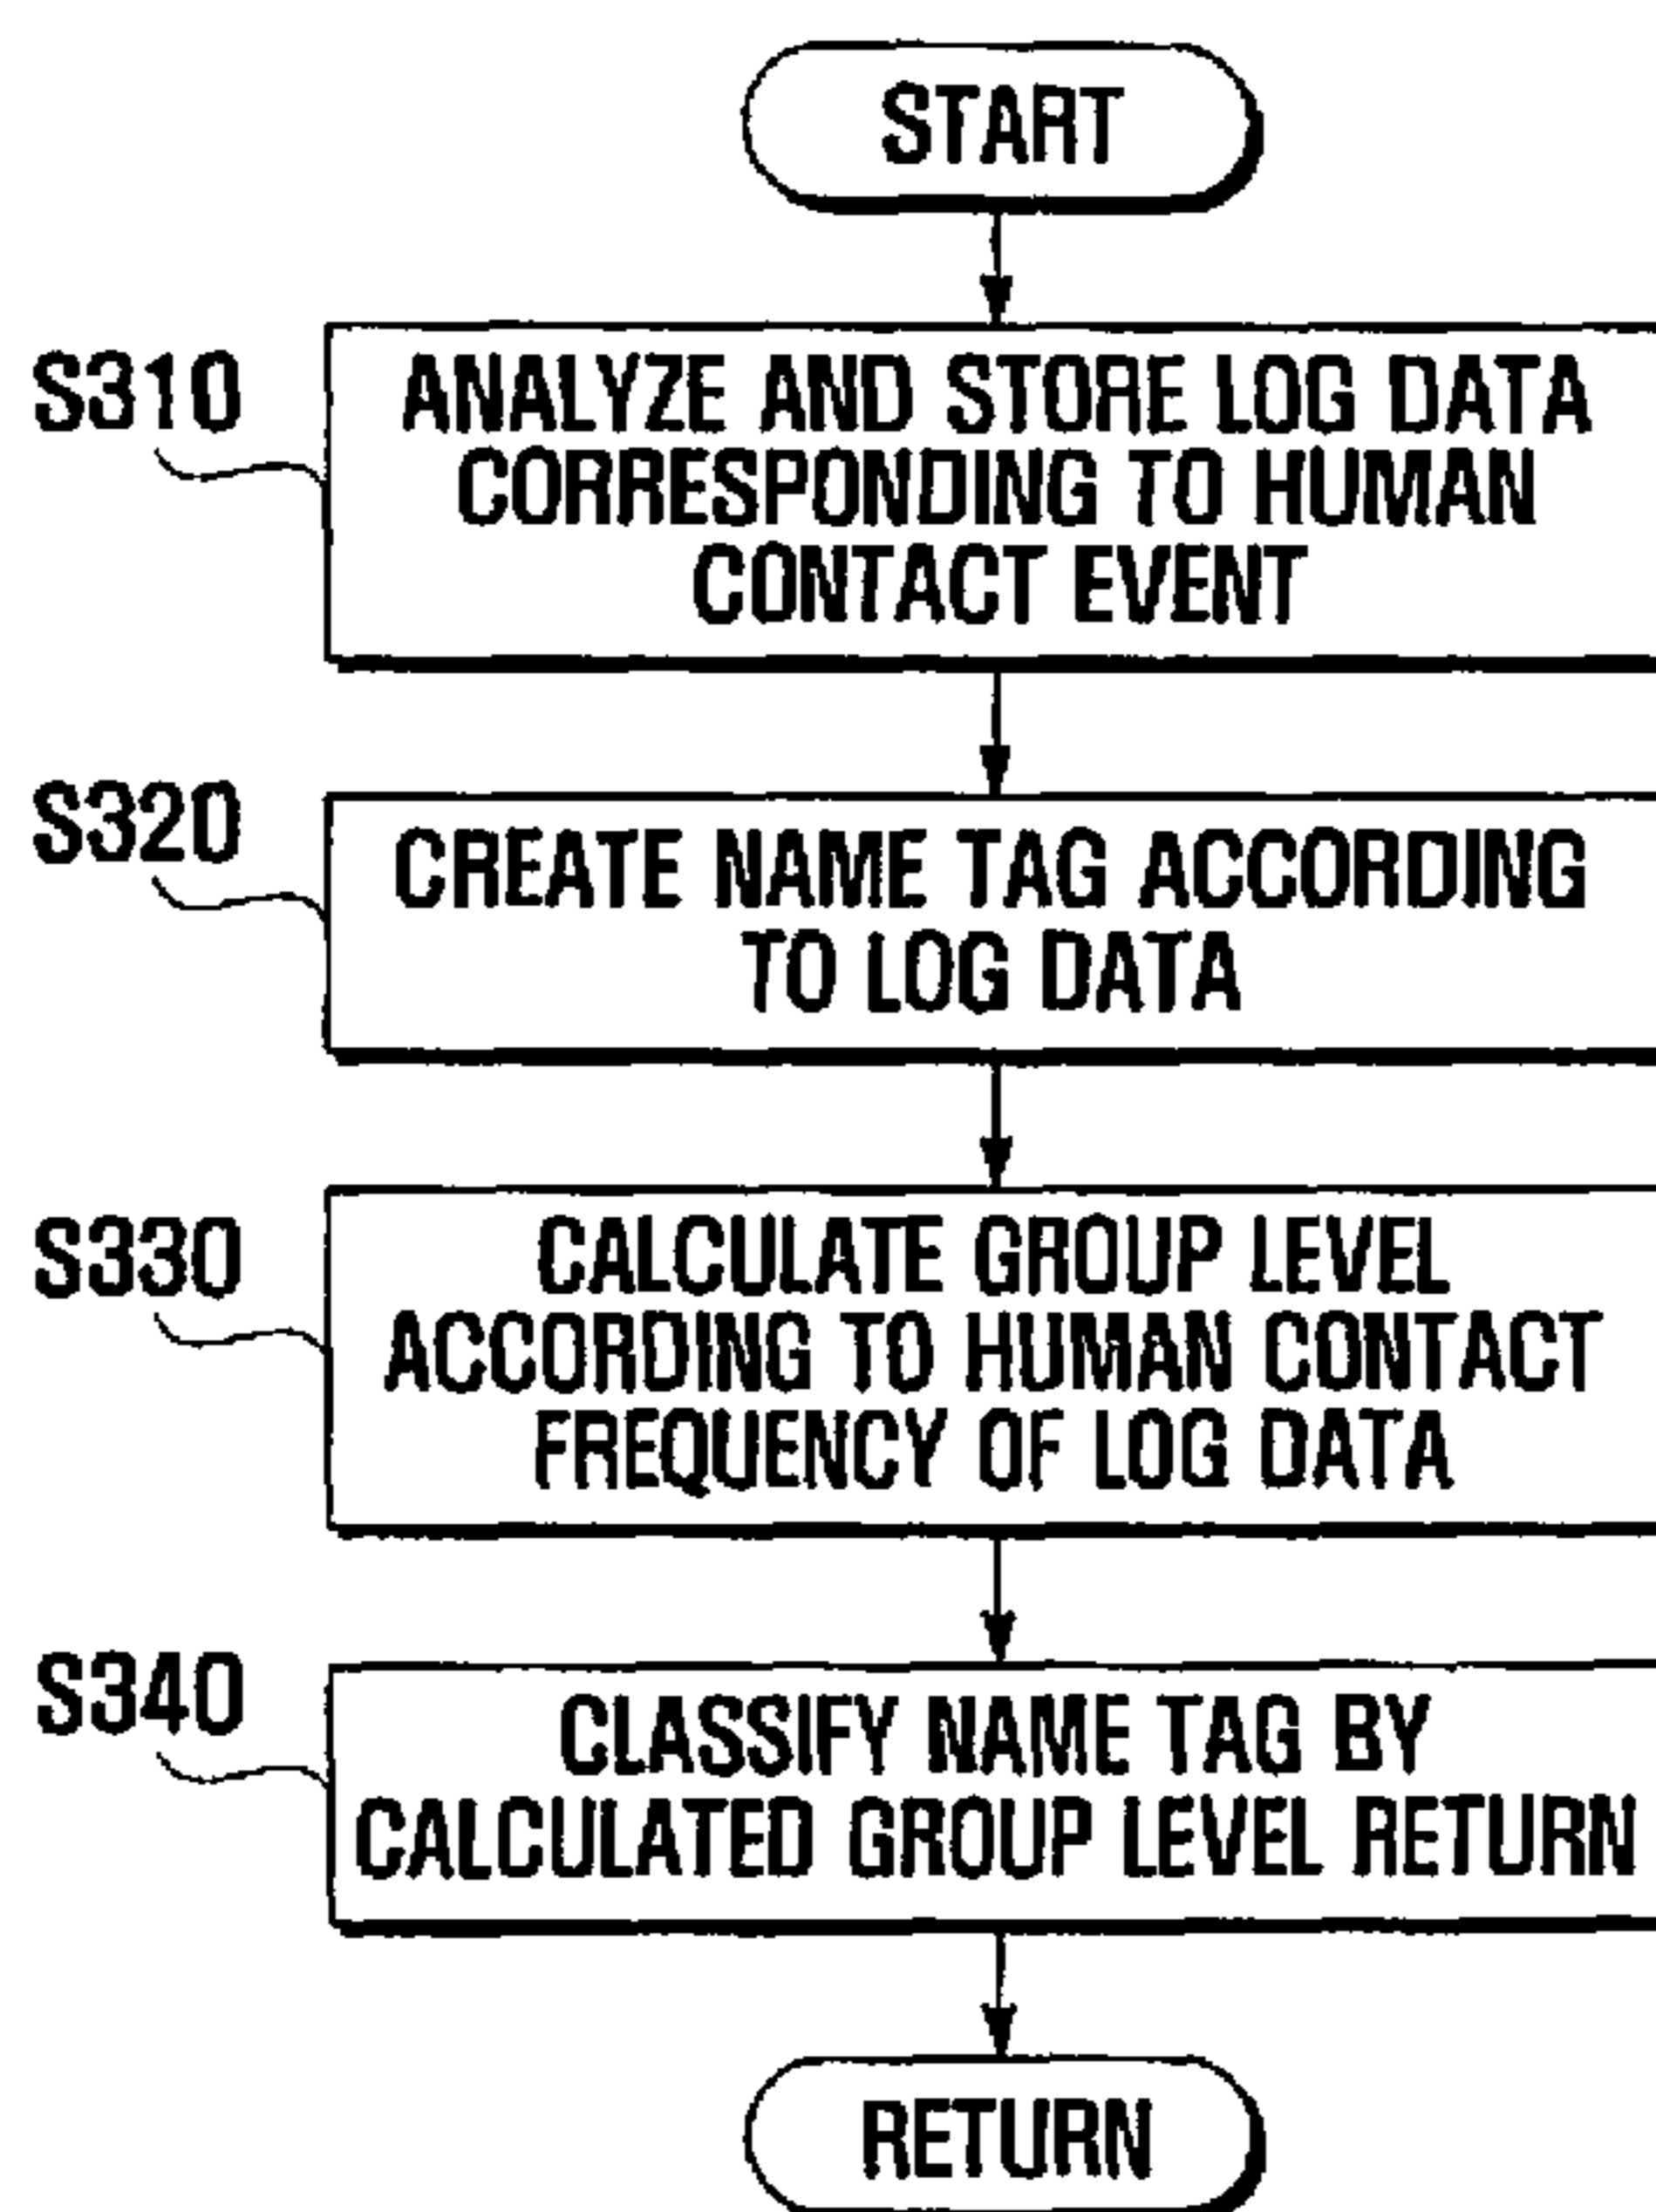 START
S310
ANALYZE AND STORE LOG DATA
CORRESPONDING TO HUMAN
CONTACT EVENT
S320
CREATE NAME TAG ACCORDING
TO LOG DATA
S330
CALCULATE GROUP LEVEL
ACCORDING TO HUMAN CONTACT
FREQUENCY OF LOG DATA
S340
CLASSIFY NAME TAG BY
CALCULATED GROUP LEVEL RETURN
RETURN